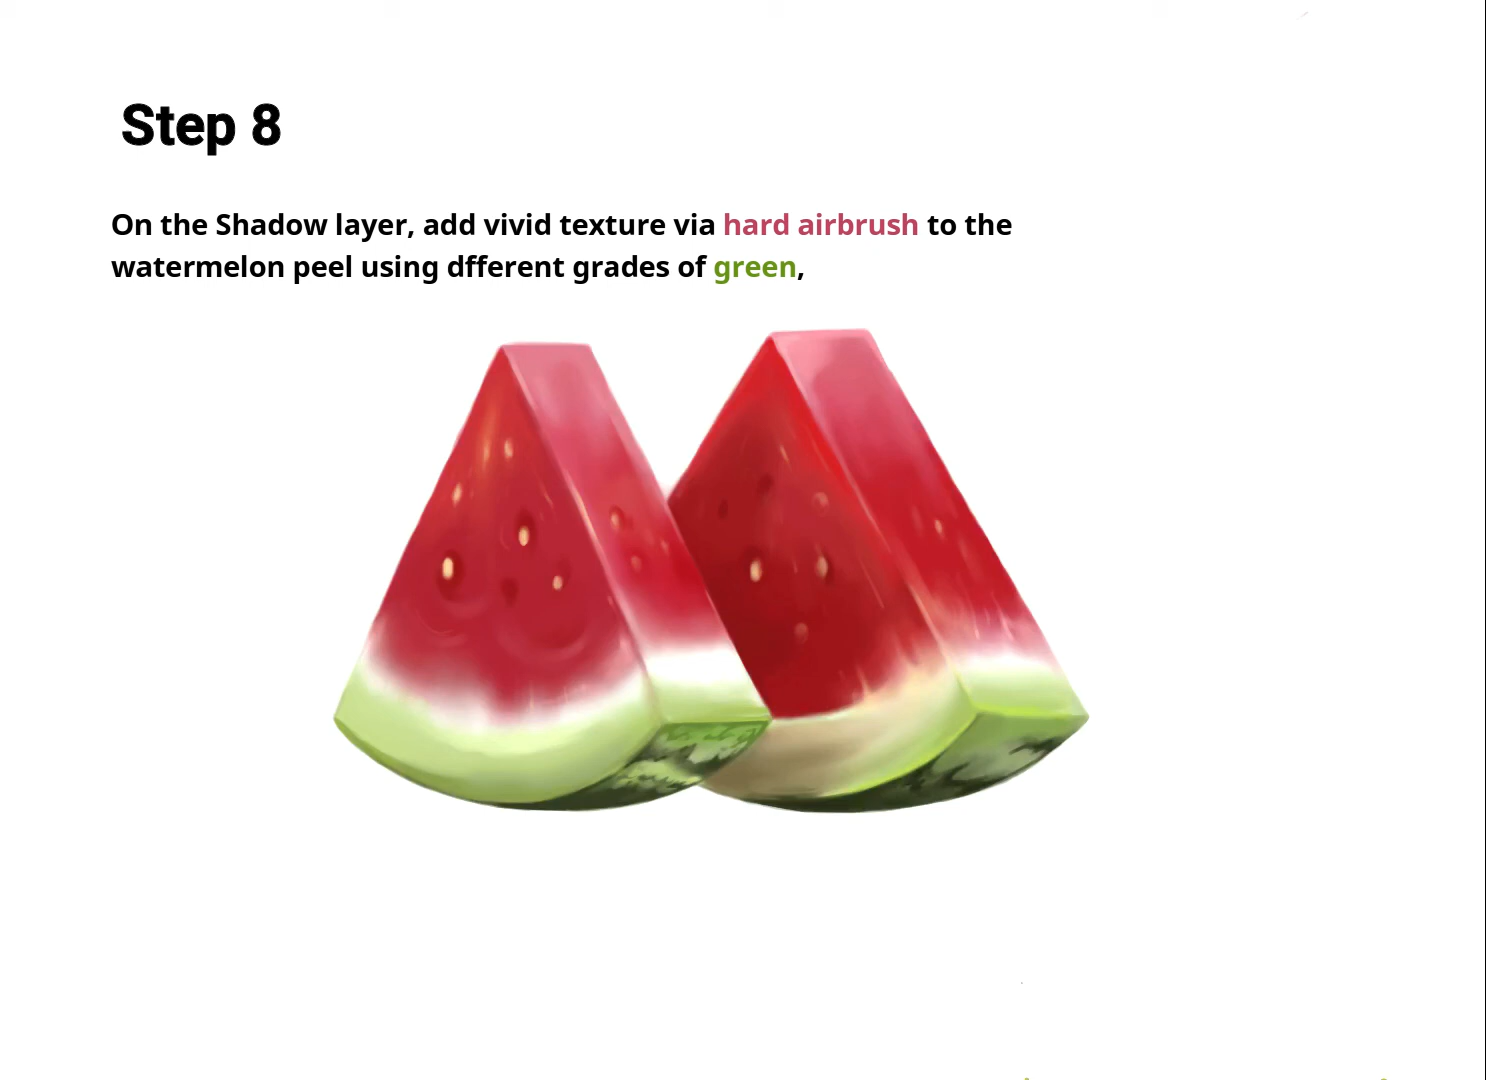 Step 8
On the Shadow layer, add vivid texture via hard airbrush to the
watermelon peel using dfferent grades of green,